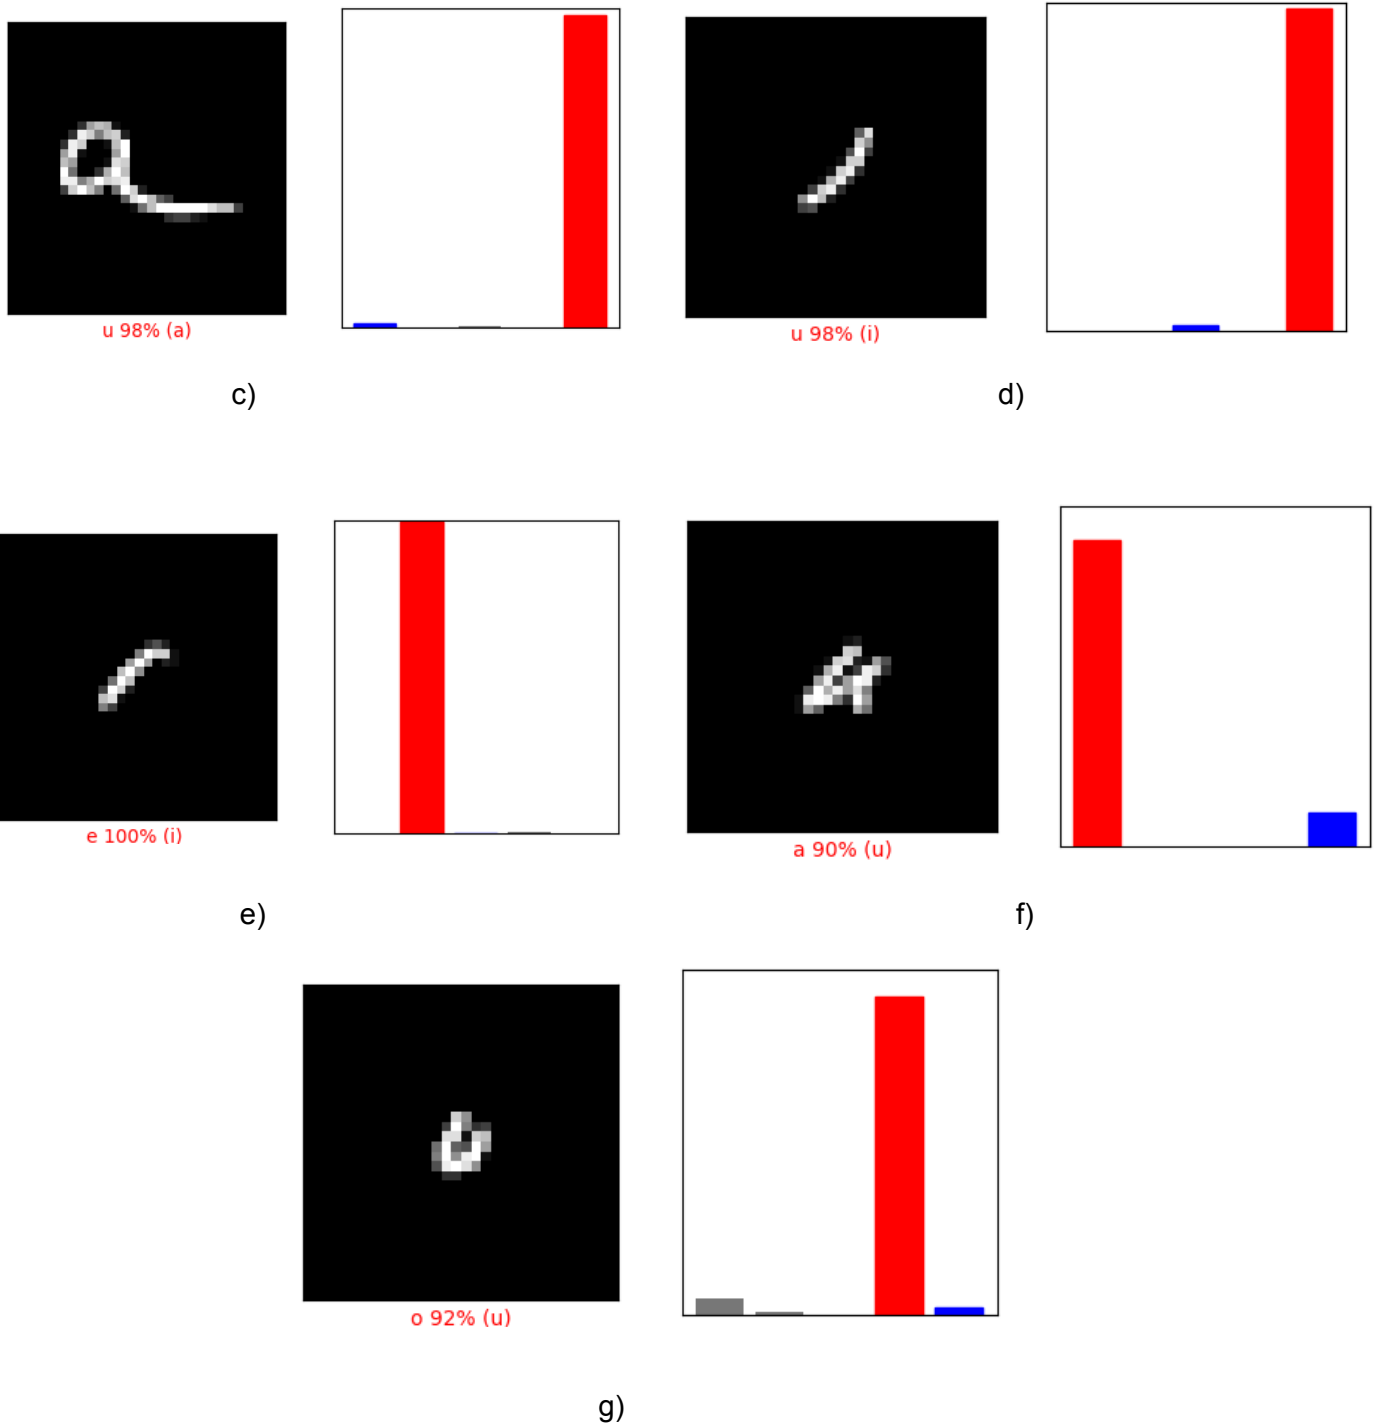 u 98% (a)
u 98% (i)
c)
d)
e 100% (i)
a 90% (u)
e)
f)
o 92% (u)
g)